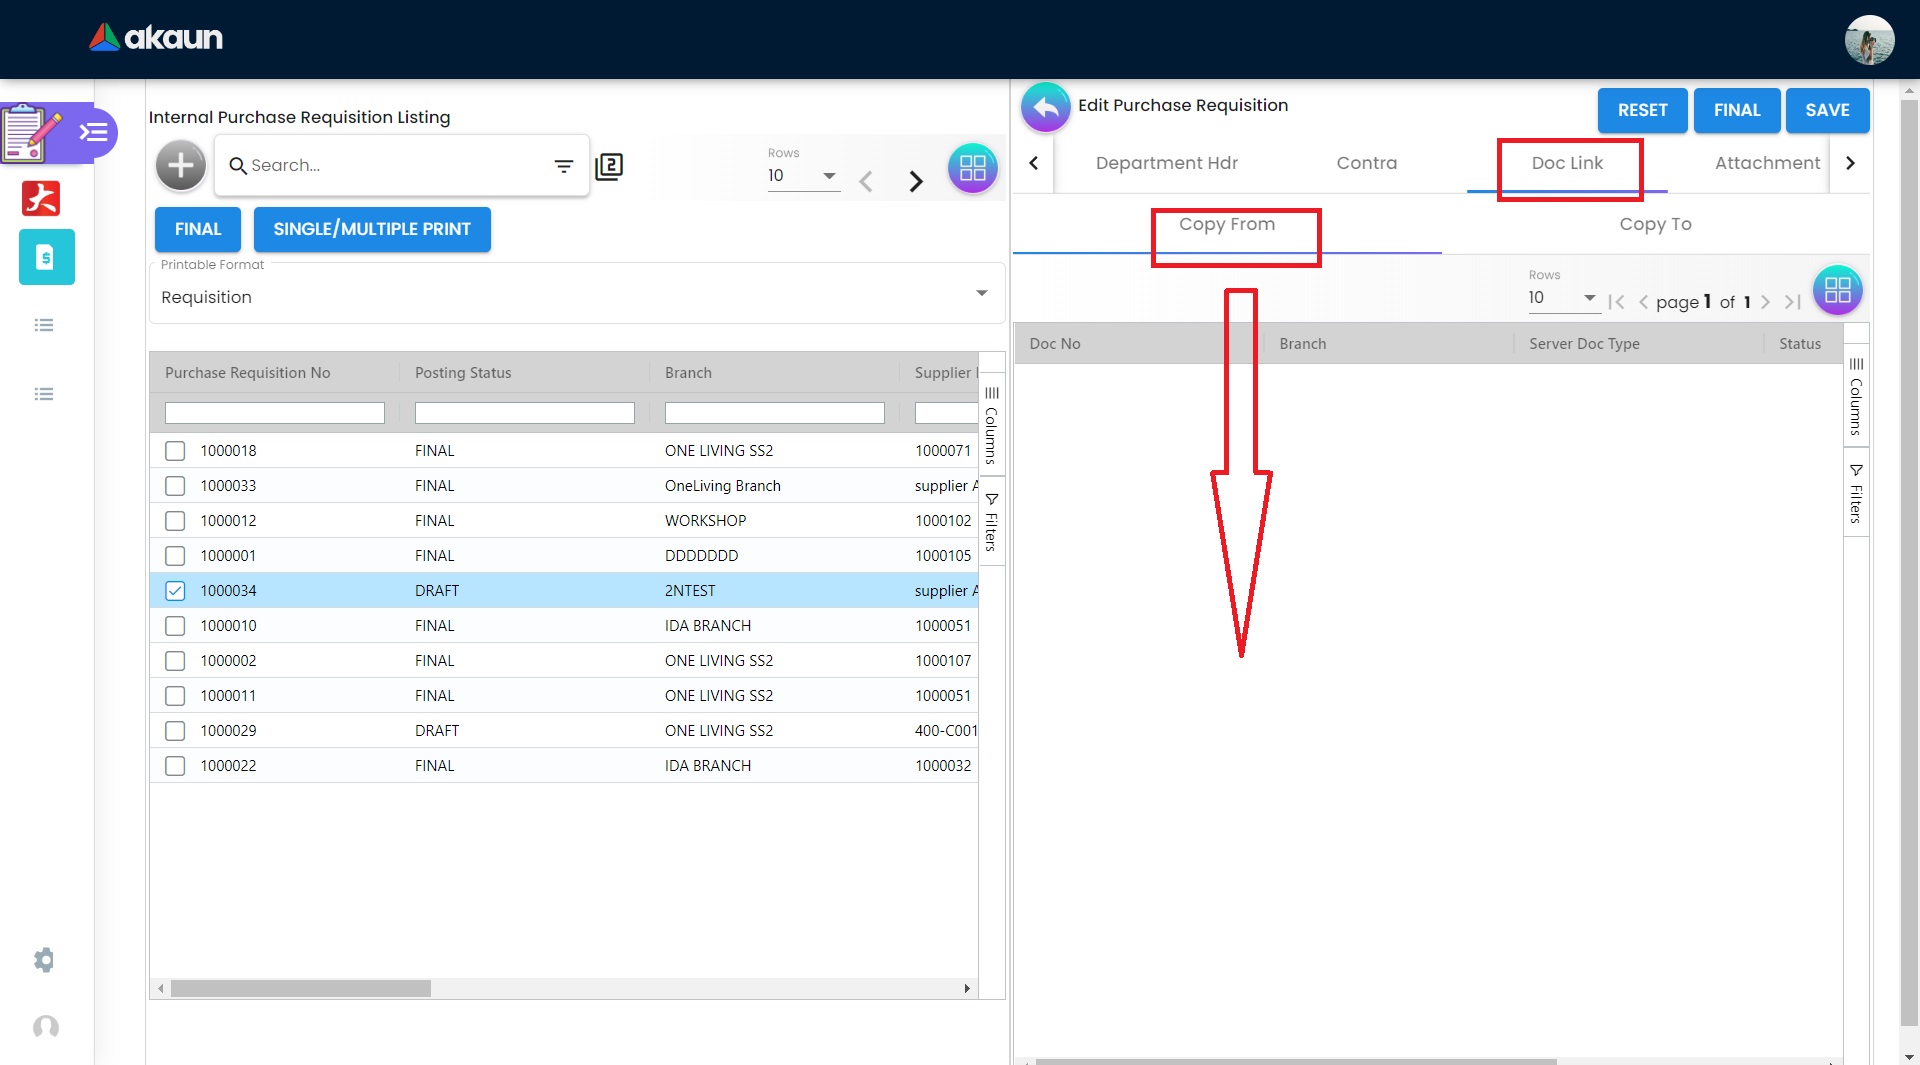 akaun
Internal Purchase Requisition Listing
Search...
2
Rows
10
FINAL
SINGLE/MULTIPLE PRINT
Printable Format
Requisition
Purchase Requisition No Posting Status Branch Supplier
1000018 FINAL ONE LIVING SS2 1000071
1000033 FINAL OneLiving Branch supplier A
1000012 FINAL WORKSHOP 1000102
1000001 FINAL DDDDDDD 1000105
1000034 DRAFT 2NTEST supplier A
1000010 FINAL IDA BRANCH 1000051
1000002 FINAL ONE LIVING SS2 1000107
1000011 FINAL ONE LIVING SS2 1000051
1000029 DRAFT ONE LIVING SS2 400-C001
1000022 FINAL IDA BRANCH 1000032
Columns
Filters
Edit Purchase Requisition
RESET
FINAL
SAVE
Department Hdr Contra Doc Link Attachment
Copy From Copy To
Rows
10
page 1 of 1
Doc No Branch Server Doc Type Status
Columns
Filters